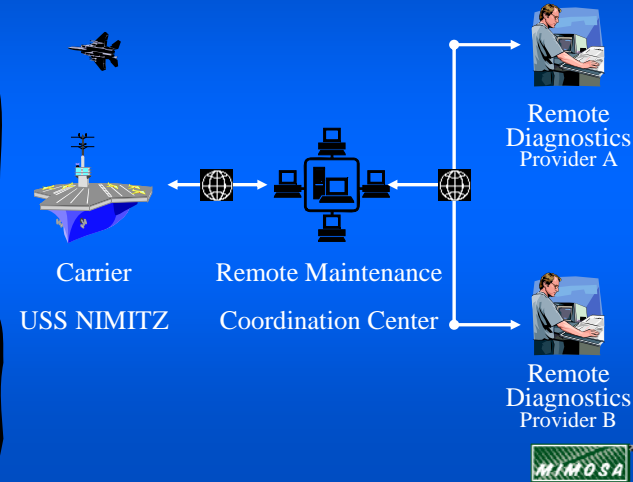 Remote
Diagnostics
Provider A
Carrier
USS NIMITZ
Remote Maintenance
Coordination Center
Remote
Diagnostics
Provider B
MIMOSA